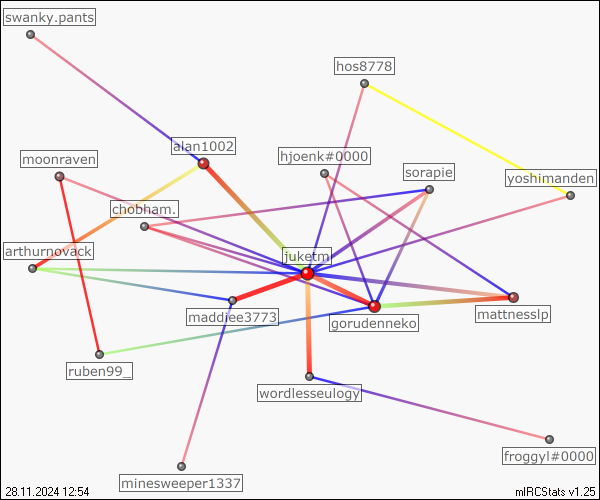 swanky.pants
hos8778
alan1002
moonraven
hjoenk#0000
sorapie
yoshimanden
chobham.
arthurnovack
juketm
maddiee3773
gorudenneko
mattnesslp
ruben99_
wordlesseulogy
froggyl#0000
minesweeper1337
28.11.2024 12:54
mIRCStats v1.25